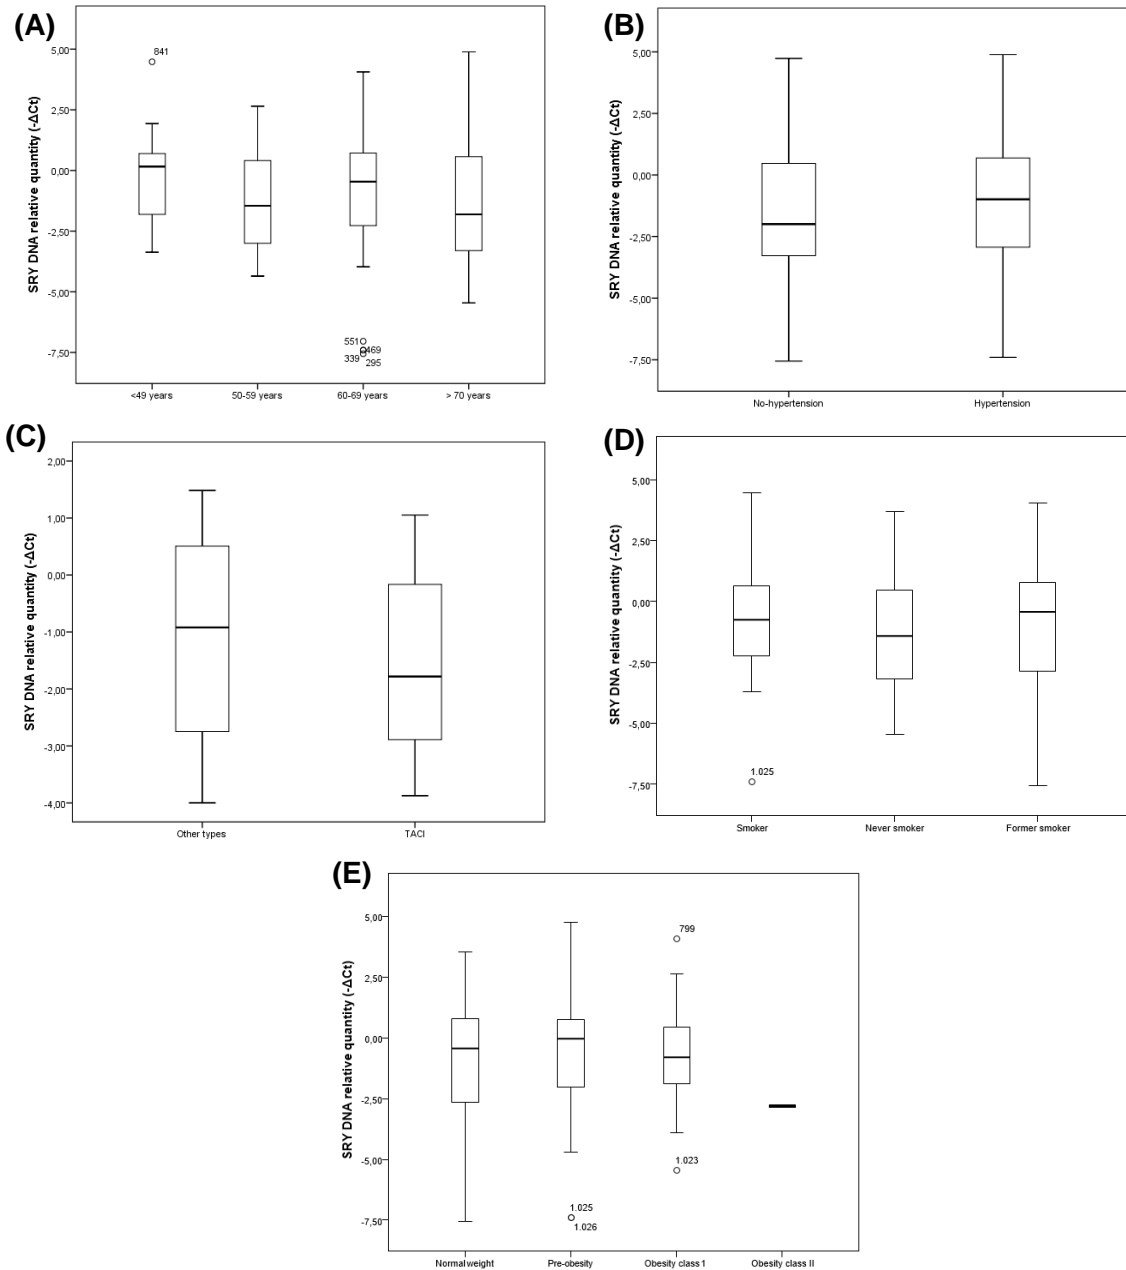 (A)
SRY DNA relative quantity (-ΔCt)
5,00
2,50
0,00
-2,50
-5,00
-7,50
841
551
469
339
295
<49 years
50-59 years
60-69 years
> 70 years
(B)
SRY DNA relative quantity (-ΔCt)
5,00
2,50
0,00
-2,50
-5,00
-7,50
No-hypertension
Hypertension
(C)
SRY DNA relative quantity (-ΔCt)
2,00
1,00
0,00
-1,00
-2,00
-3,00
-4,00
Other types
TACI
(D)
SRY DNA relative quantity (-ΔCt)
5,00
2,50
0,00
-2,50
-5,00
-7,50
1.025
Smoker
Never smoker
Former smoker
(E)
SRY DNA relative quantity (-ΔCt)
5,00
2,50
0,00
-2,50
-5,00
-7,50
1.025
1.026
799
1.023
Normalweight
Pre-obesity
Obesity class 1
Obesity class II